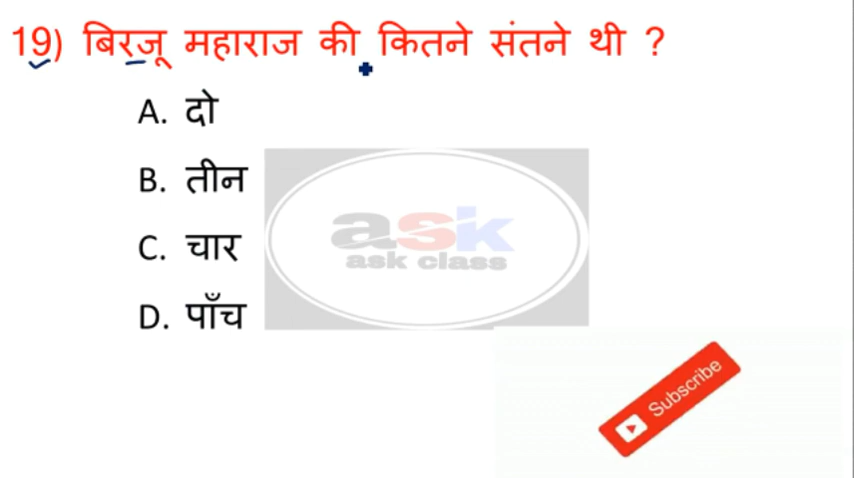 19) बिरजू महाराज की कितने संतने थी ?
A. दो
B. तीन
C. चार
D. पाँच
ask
ask class
Subscribe